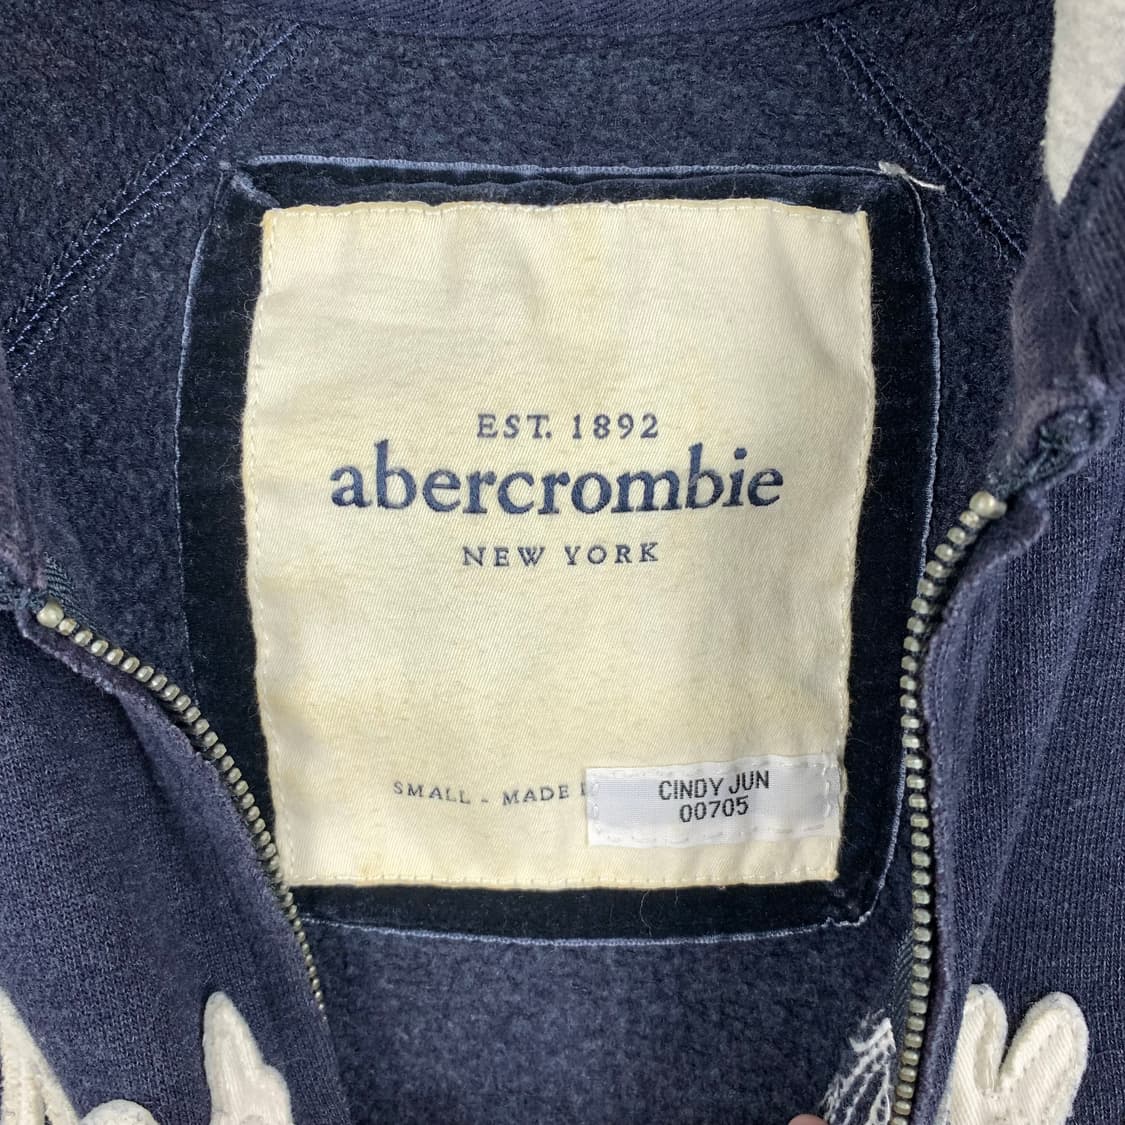 EST. 1892
abercrombie
NEW YORK
SMALL - MADE
CINDY JUN
00705